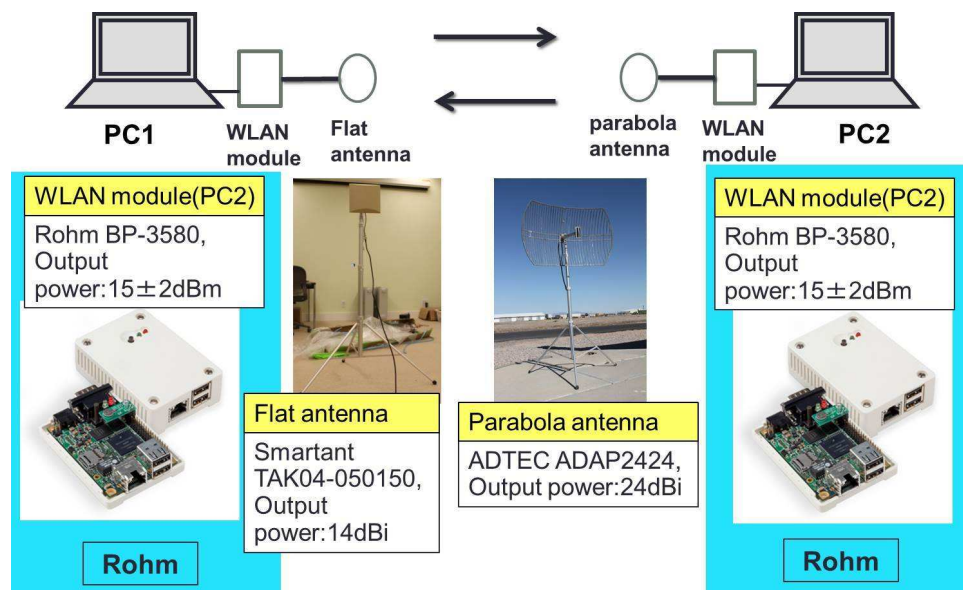 PC1
WLAN
module
Flat
antenna
parabola
antenna
WLAN
module
PC2
WLAN module(PC2)
Rohm BP-3580,
Output
power:15±2dBm
Rohm
Flat antenna
Smartant
TAK04-050150,
Output
power:14dBi
Parabola antenna
ADTEC ADAP2424,
Output power:24dBi
WLAN module(PC2)
Rohm BP-3580,
Output
power:15±2dBm
Rohm